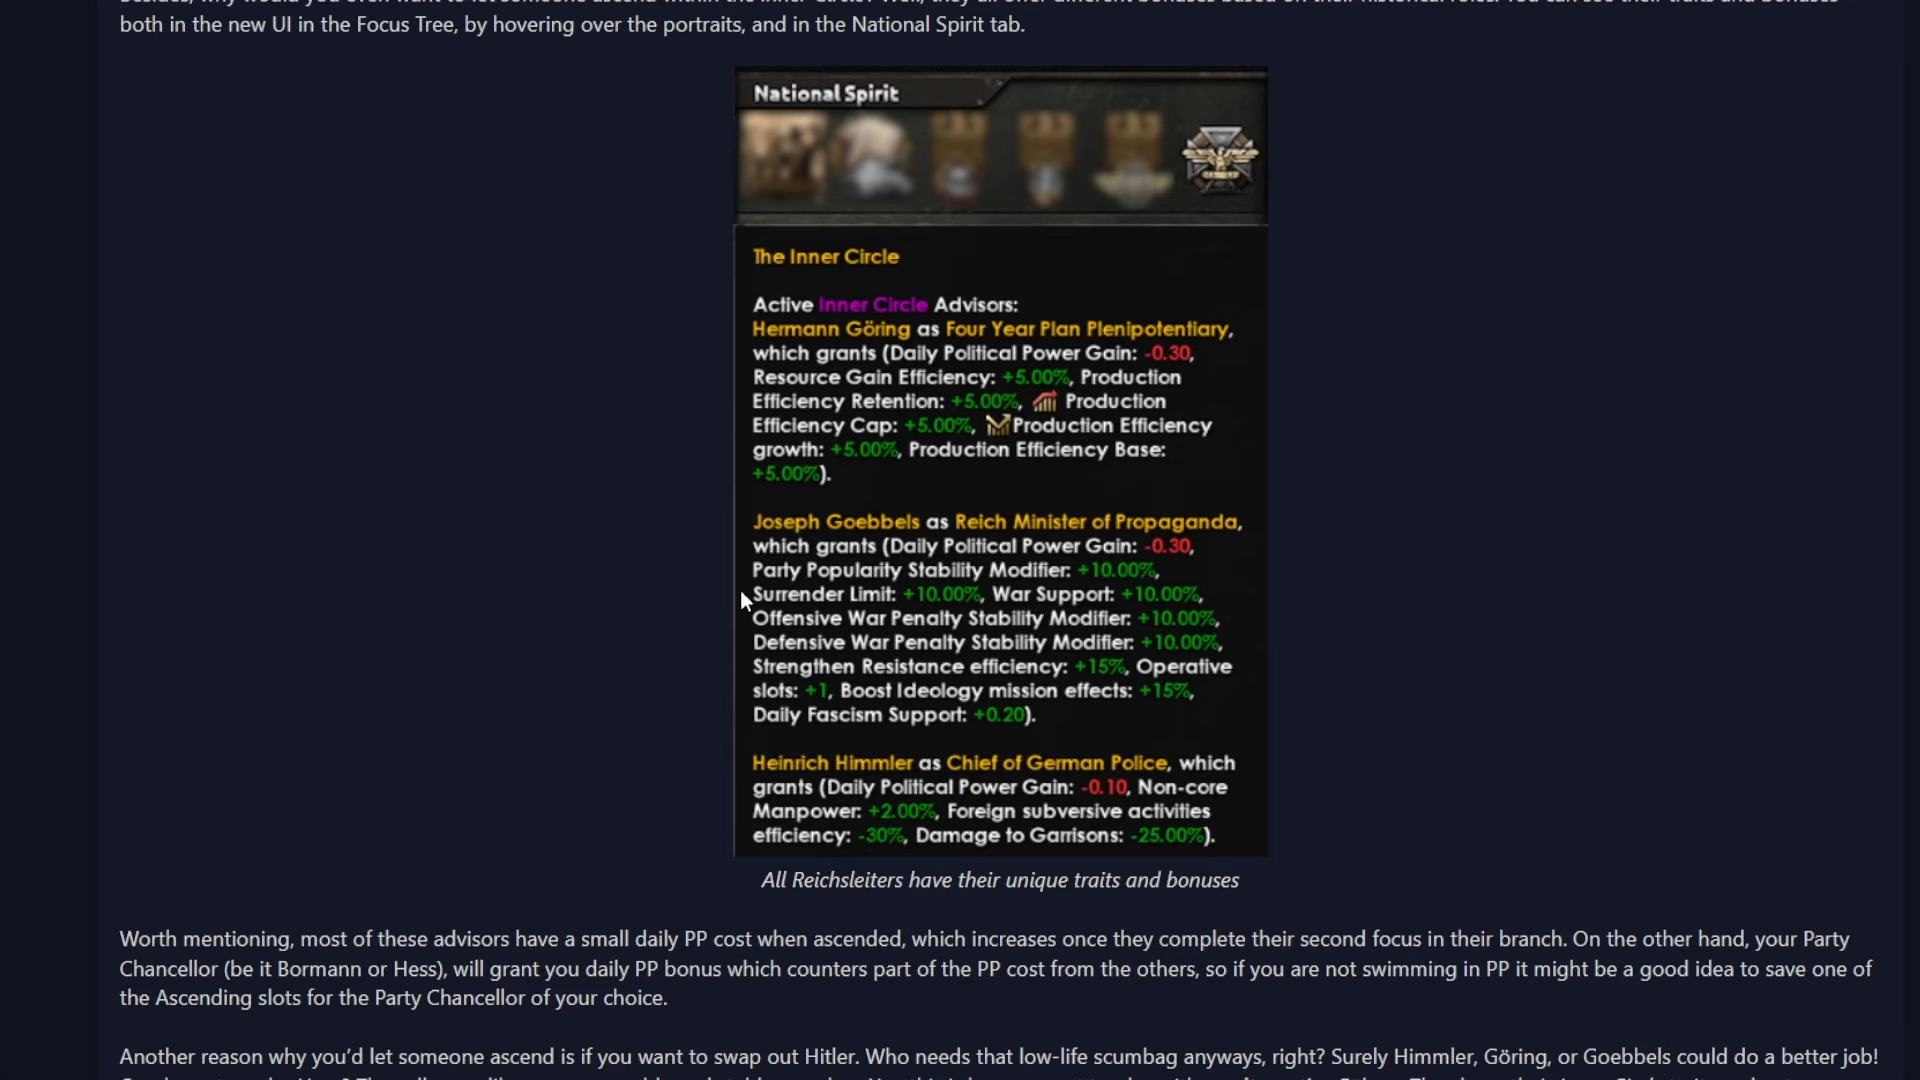 both in the new UI in the Focus Tree, by hovering over the portraits, and in the National Spirit tab.
National Spirit
The Inner Circle
Active Inner Circle Advisors:
Hermann Göring as Four Year Plan Plenipotentiary,
which grants (Daily Political Power Gain: -0.30,
Resource Gain Efficiency: +5.00%, Production
Efficiency Retention: +5.00%, Production
Efficiency Cap: +5.00%, Production Efficiency
growth: +5.00%, Production Efficiency Base:
+5.00%).
Joseph Goebbels as Reich Minister of Propaganda,
which grants (Daily Political Power Gain: -0.30,
Party Popularity Stability Modifier: +10.00%,
Surrender Limit: +10.00%, War Support: +10.00%,
Offensive War Penalty Stability Modifier: +10.00%,
Defensive War Penalty Stability Modifier: +10.00%,
Strengthen Resistance efficiency: +15%, Operative
slots: +1, Boost Ideology mission effects: +15%,
Daily Fascism Support: +0.20).
Heinrich Himmler as Chief of German Police, which
grants (Daily Political Power Gain: -0.10, Non-core
Manpower: +2.00%, Foreign subversive activities
efficiency: -30%, Damage to Garrisons: -25.00%).
All Reichsleiters have their unique traits and bonuses
Worth mentioning, most of these advisors have a small daily PP cost when ascended, which increases once they complete their second focus in their branch. On the other hand, your Party
Chancellor (be it Bormann or Hess), will grant you daily PP bonus which counters part of the PP cost from the others, so if you are not swimming in PP it might be a good idea to save one of
the Ascending slots for the Party Chancellor of your choice.
Another reason why you'd let someone ascend is if you want to swap out Hitler. Who needs that low-life scumbag anyways, right? Surely Himmler, Göring, or Goebbels could do a better job!